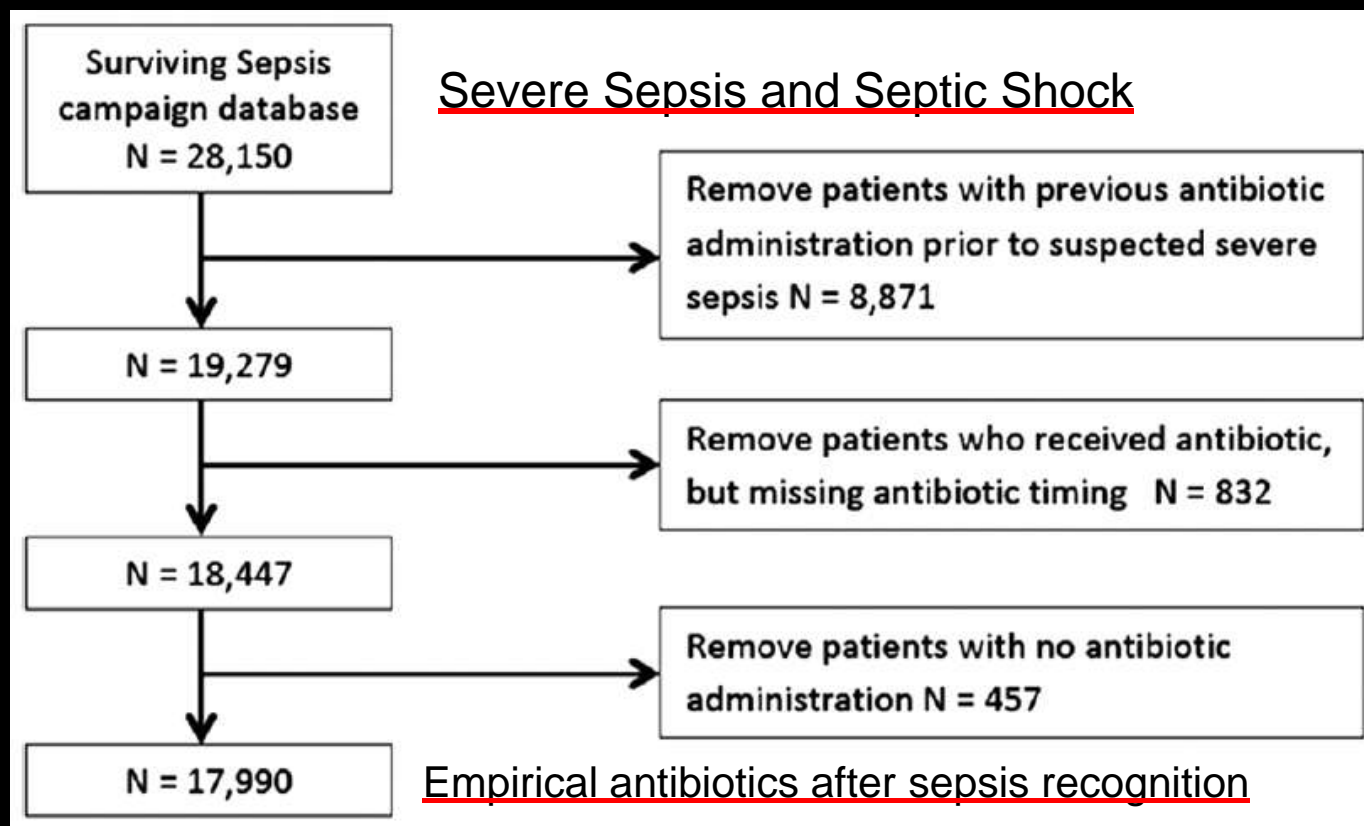 Surviving Sepsis
campaign database
N = 28,150
Severe Sepsis and Septic Shock
Remove patients with previous antibiotic
administration prior to suspected severe
sepsis N = 8,871
N = 19,279
Remove patients who received antibiotic,
but missing antibiotic timing N = 832
N = 18,447
Remove patients with no antibiotic
administration N = 457
N = 17,990
Empirical antibiotics after sepsis recognition